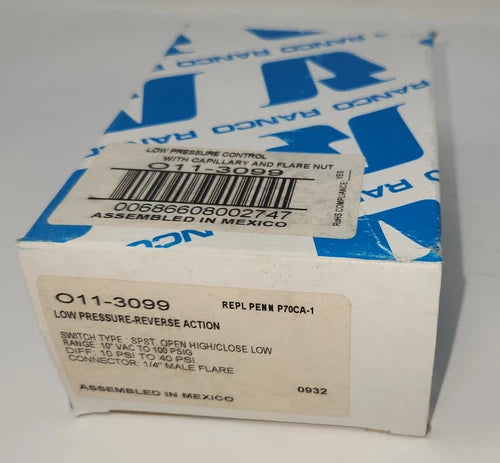 RANCO RANCO RANCO
RANCO
RANCO
LOW PRESSURE CONTROL
WITH CAPILLARY AND FLARE NUT
O11-3099
00686608002747
ASSEMBLED IN MEXICO
RoHS COMPLIANCE: YES
O11-3099
REPL PENN P70CA-1
LOW PRESSURE-REVERSE ACTION
SWITCH TYPE: SPST OPEN HIGH/CLOSE LOW
RANGE: 10" VAC TO 100 PSIG
DIFF: 10 PSI TO 40 PSI
CONNECTOR: 1/4" MALE FLARE
ASSEMBLED IN MEXICO
0932